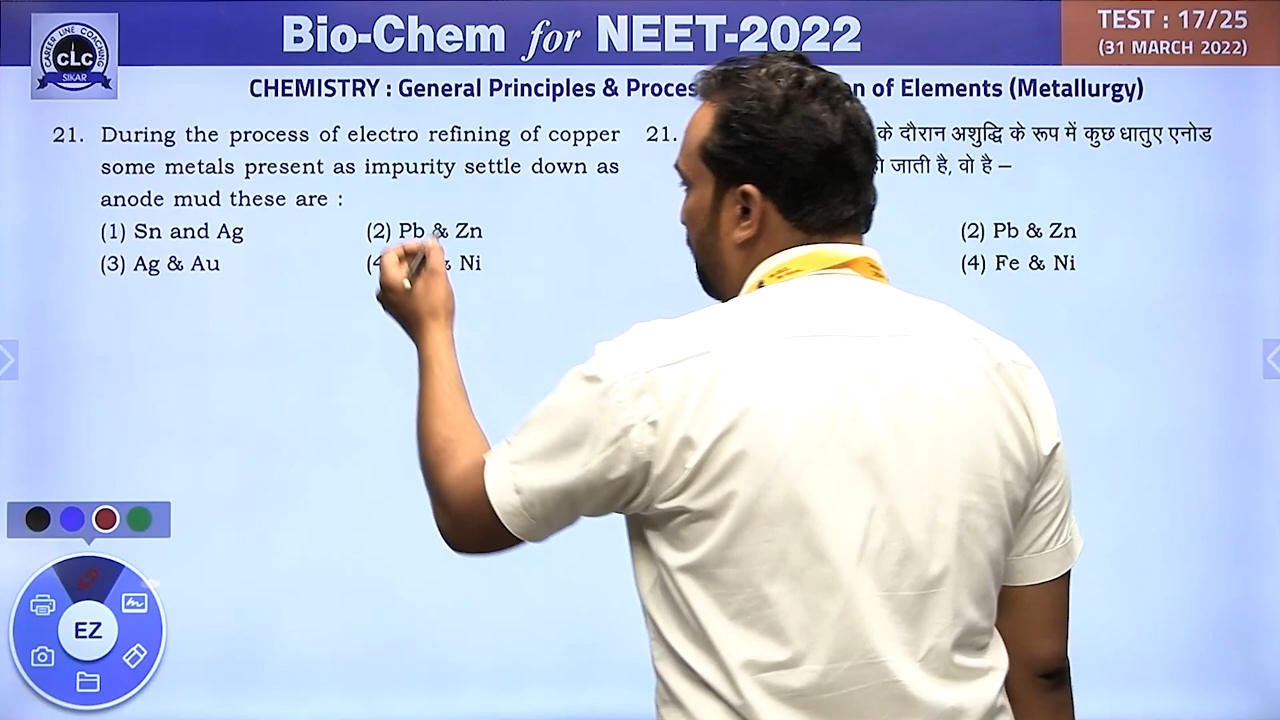 Bio-Chem for NEET-2022
TEST : 17/25
(31 MARCH 2022)
CAREER LINE COACHING
CLC
SIKAR
CHEMISTRY : General Principles & of Elements (Metallurgy)
21. During the process of electro refining of copper
some metals present as impurity settle down as
anode mud these are :
(1) Sn and Ag (2) Pb & Zn
(3) Ag & Au & Ni
21. के दौरान अशुद्धि के रूप में कुछ धातुए एनोड
जाती है, वो है –
(2) Pb & Zn
(4) Fe & Ni
EZ